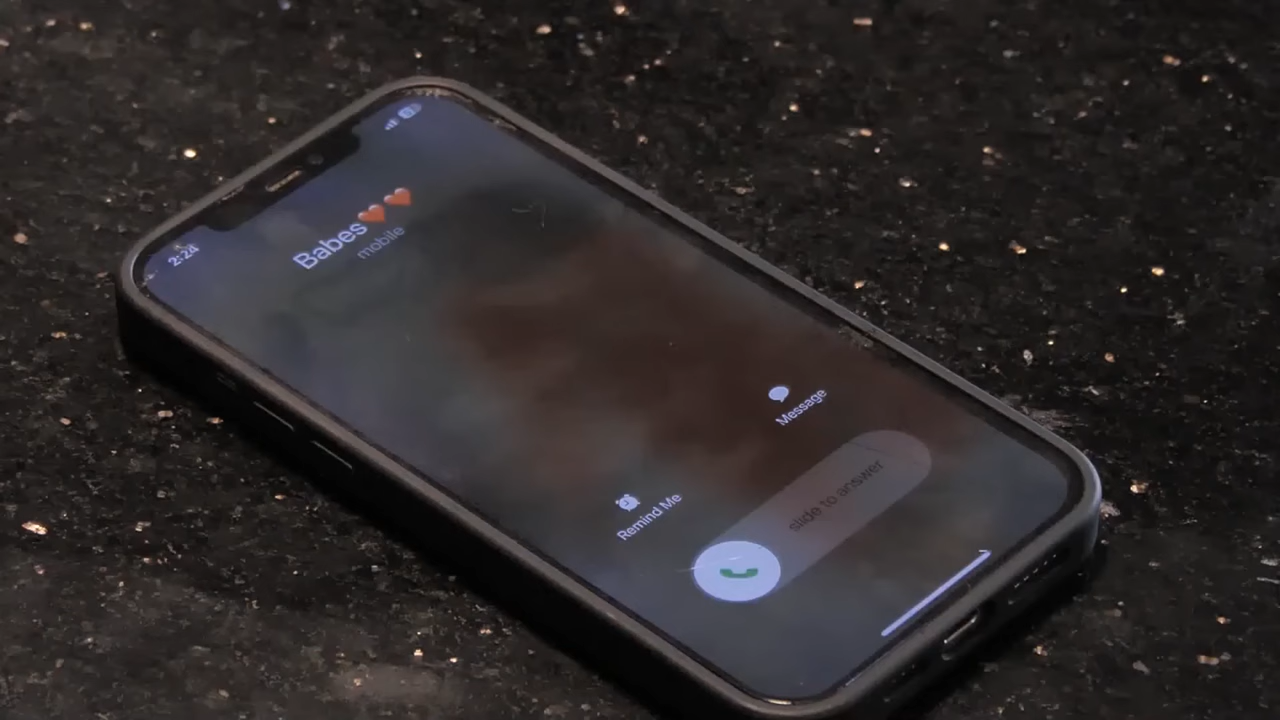 2:24
Babes❤️❤️
mobile
Message
Remind Me
slide to answer